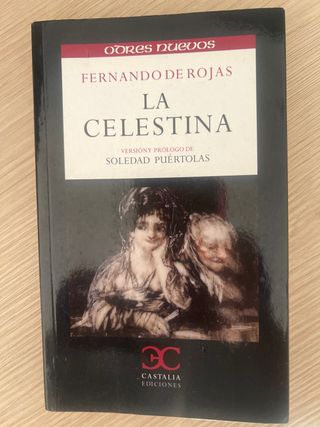 ODRES NUEVOS
FERNANDO DE ROJAS
LA
CELESTINA
VERSIÓN Y PRÓLOGO DE
SOLEDAD PUÉRTOLAS
CASTALIA
EDICIONES